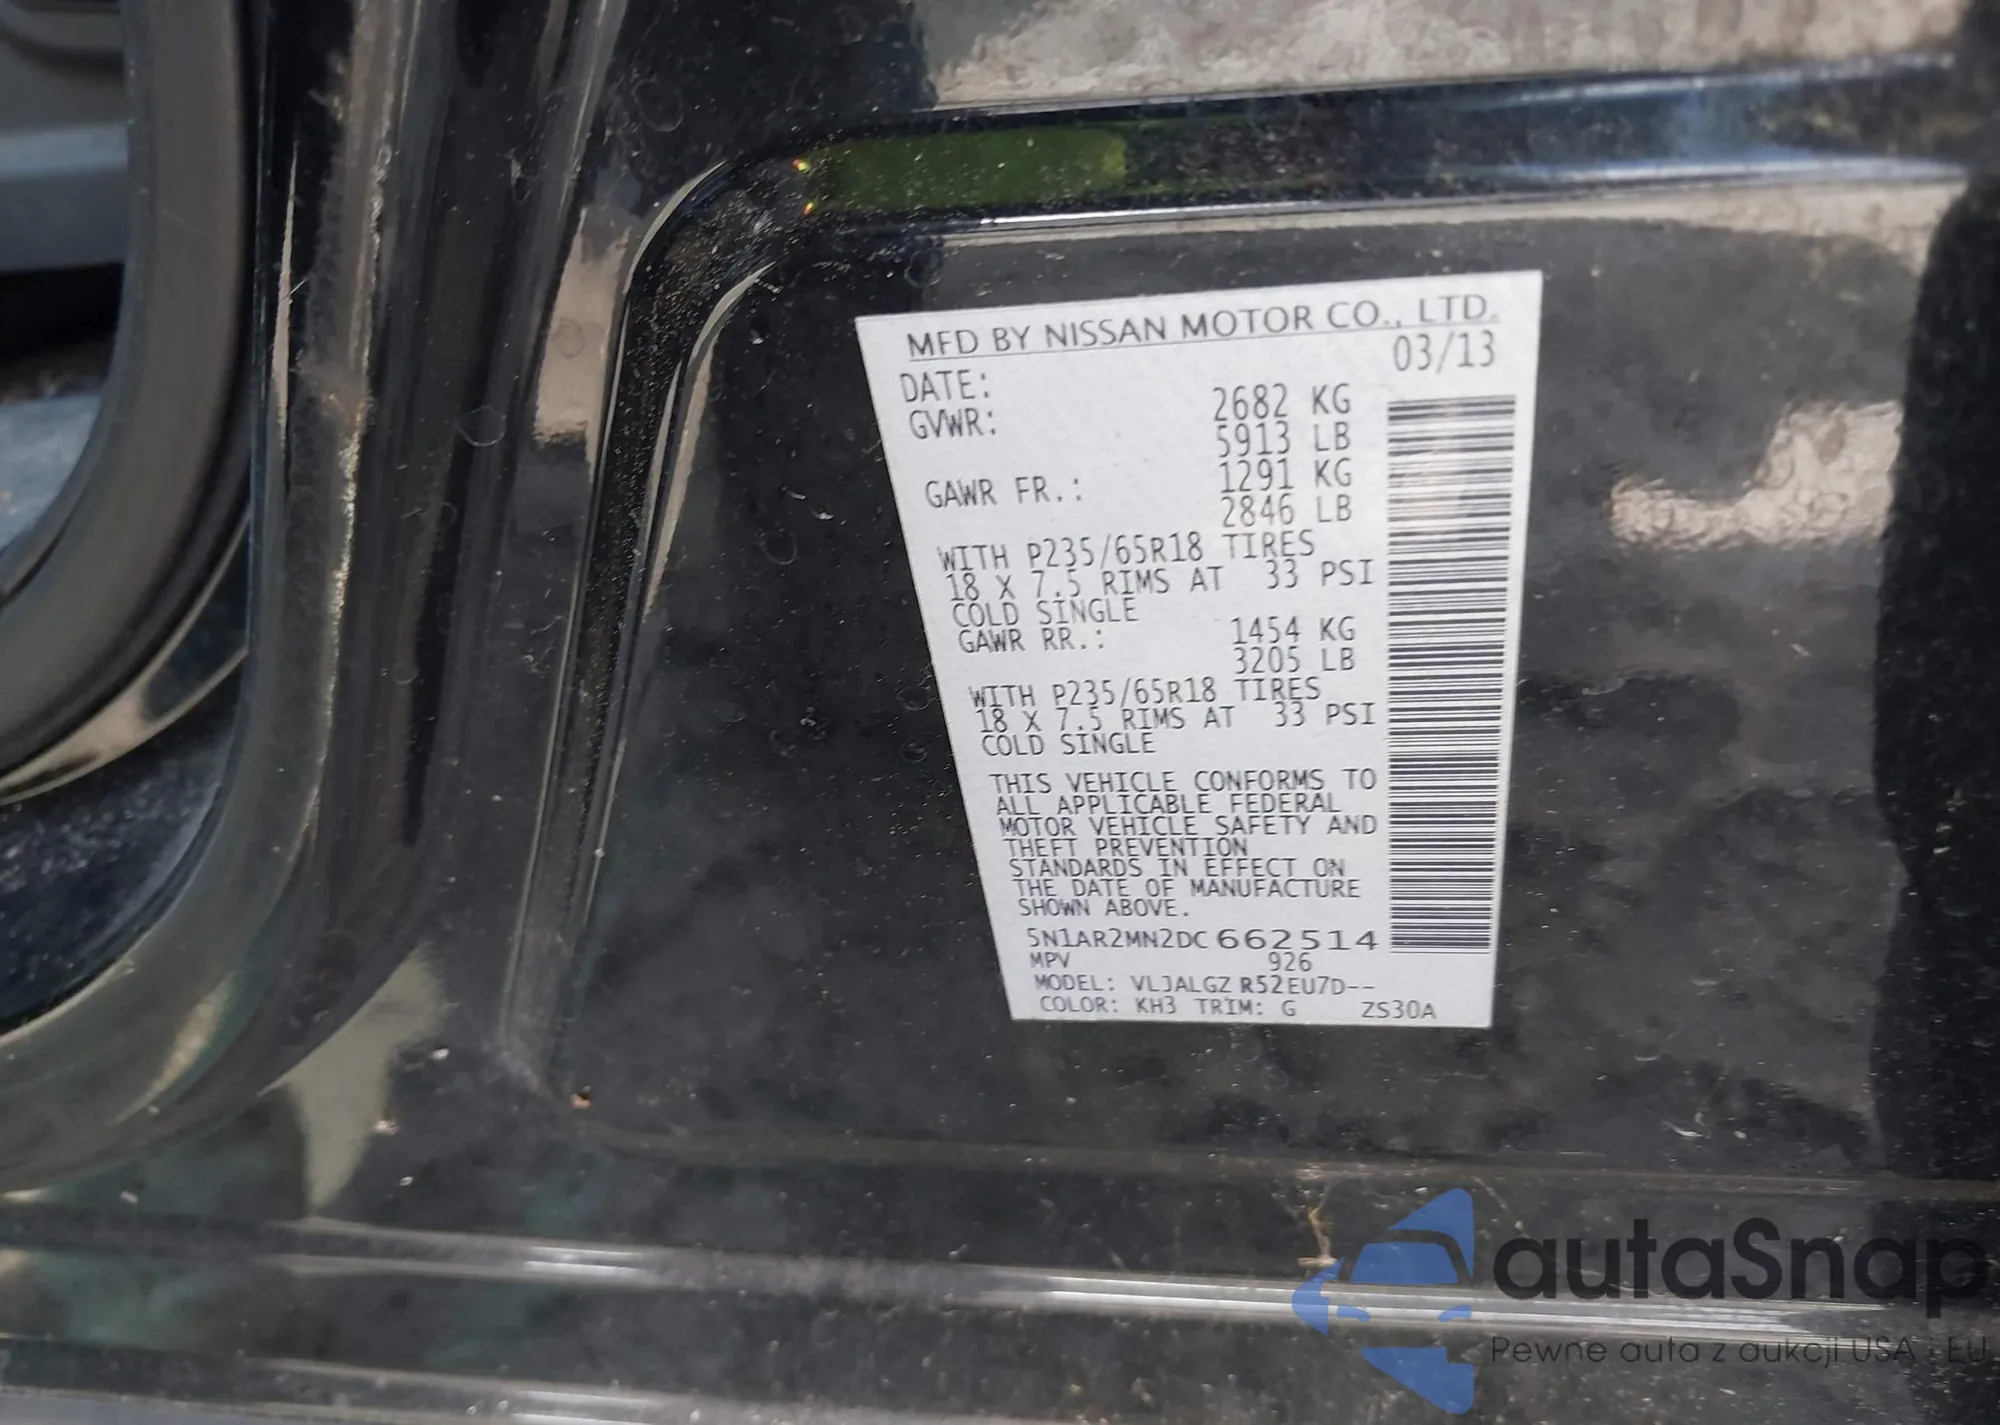 MFD BY NISSAN MOTOR CO., LTD.
DATE: 03/13
GVWR: 2682 KG
5913 LB
GAWR FR.: 1291 KG
2846 LB
WITH P235/65R18 TIRES
18 X 7.5 RIMS AT 33 PSI
COLD SINGLE
GAWR RR.: 1454 KG
3205 LB
WITH P235/65R18 TIRES
18 X 7.5 RIMS AT 33 PSI
COLD SINGLE
THIS VEHICLE CONFORMS TO
ALL APPLICABLE FEDERAL
MOTOR VEHICLE SAFETY AND
THEFT PREVENTION
STANDARDS IN EFFECT ON
THE DATE OF MANUFACTURE
SHOWN ABOVE.
5N1AR2MN2DC662514
MPV 926
MODEL: VLJALGZ R52EU7D--
COLOR: KH3 TRIM: G ZS30A
autaSnap
Pewne auta z aukcji USA i EU